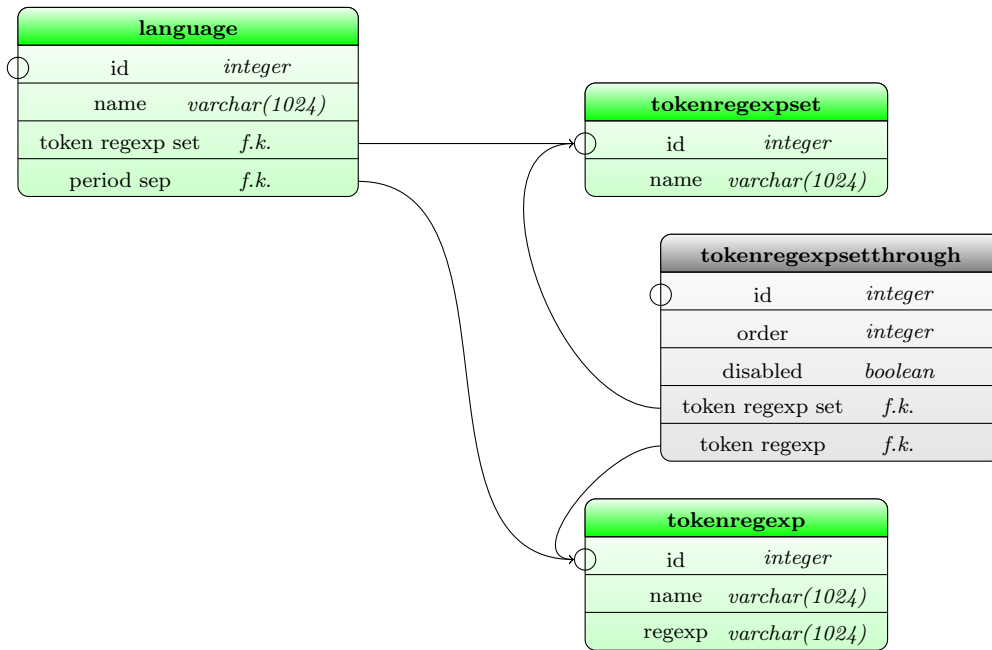 language
id integer
name varchar(1024)
token regexp set f.k.
period sep f.k.
tokenregexpset
id integer
name varchar(1024)
tokenregexpsetthrough
id integer
order integer
disabled boolean
token regexp set f.k.
token regexp f.k.
tokenregexp
id integer
name varchar(1024)
regexp varchar(1024)